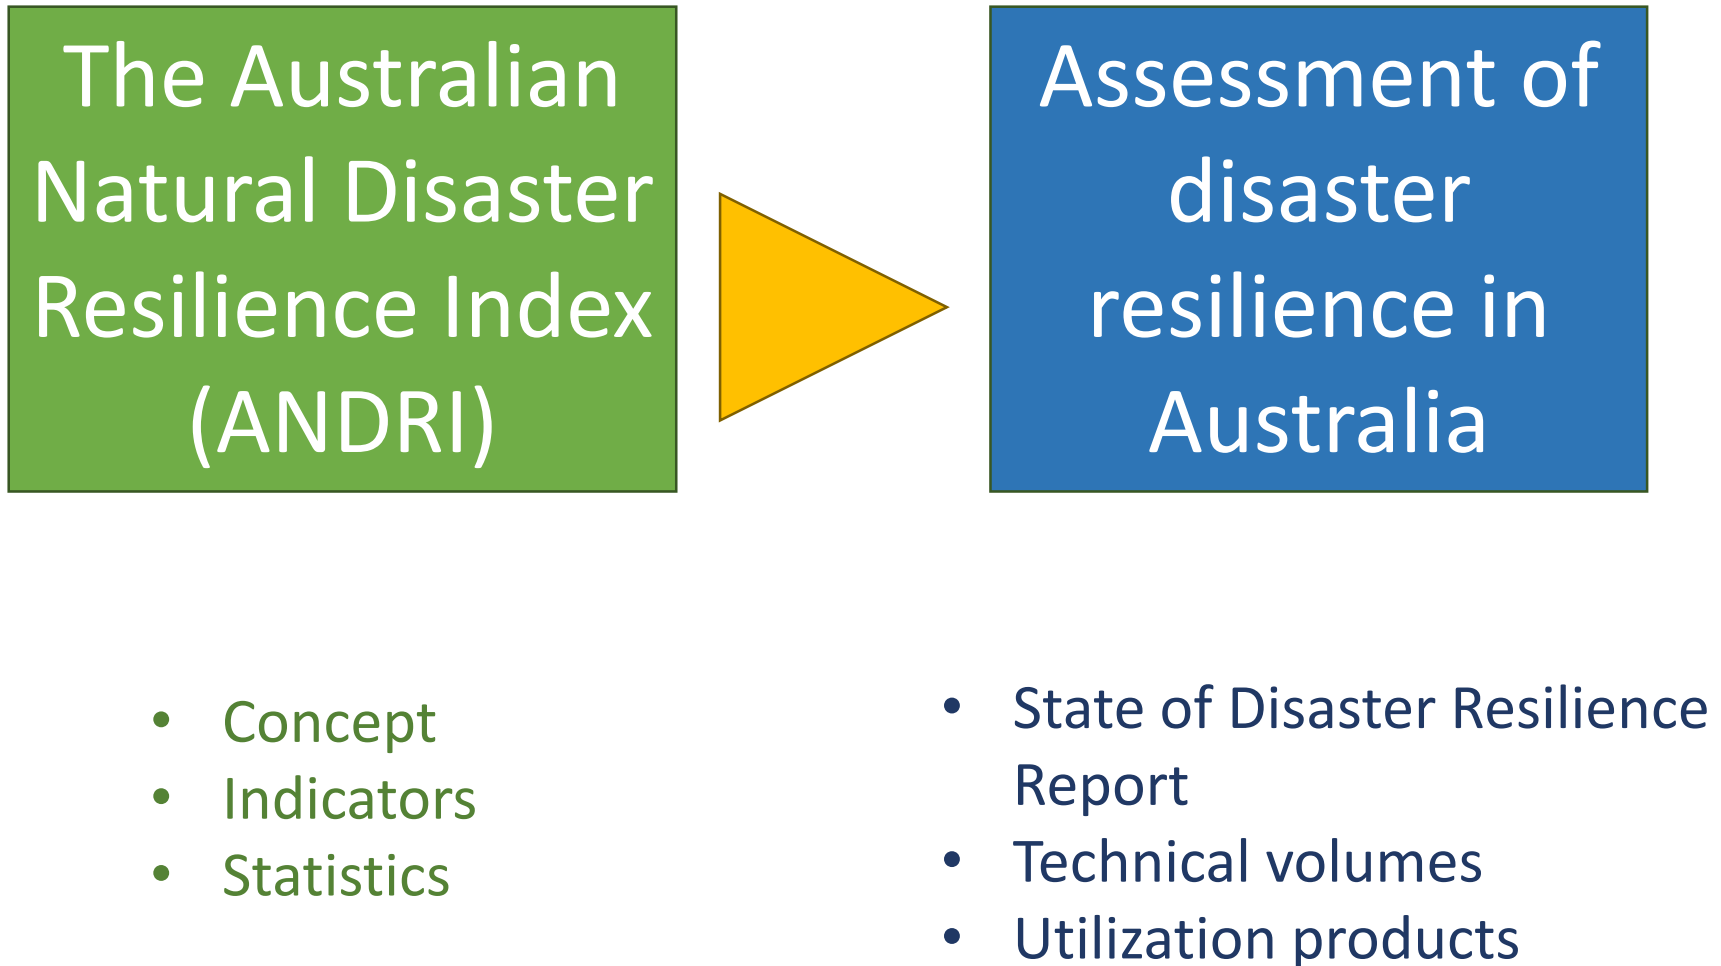 The Australian
Natural Disaster
Resilience Index
(ANDRI)
Assessment of
disaster
resilience in
Australia
• Concept
• Indicators
• Statistics
• State of Disaster Resilience
Report
• Technical volumes
• Utilization products